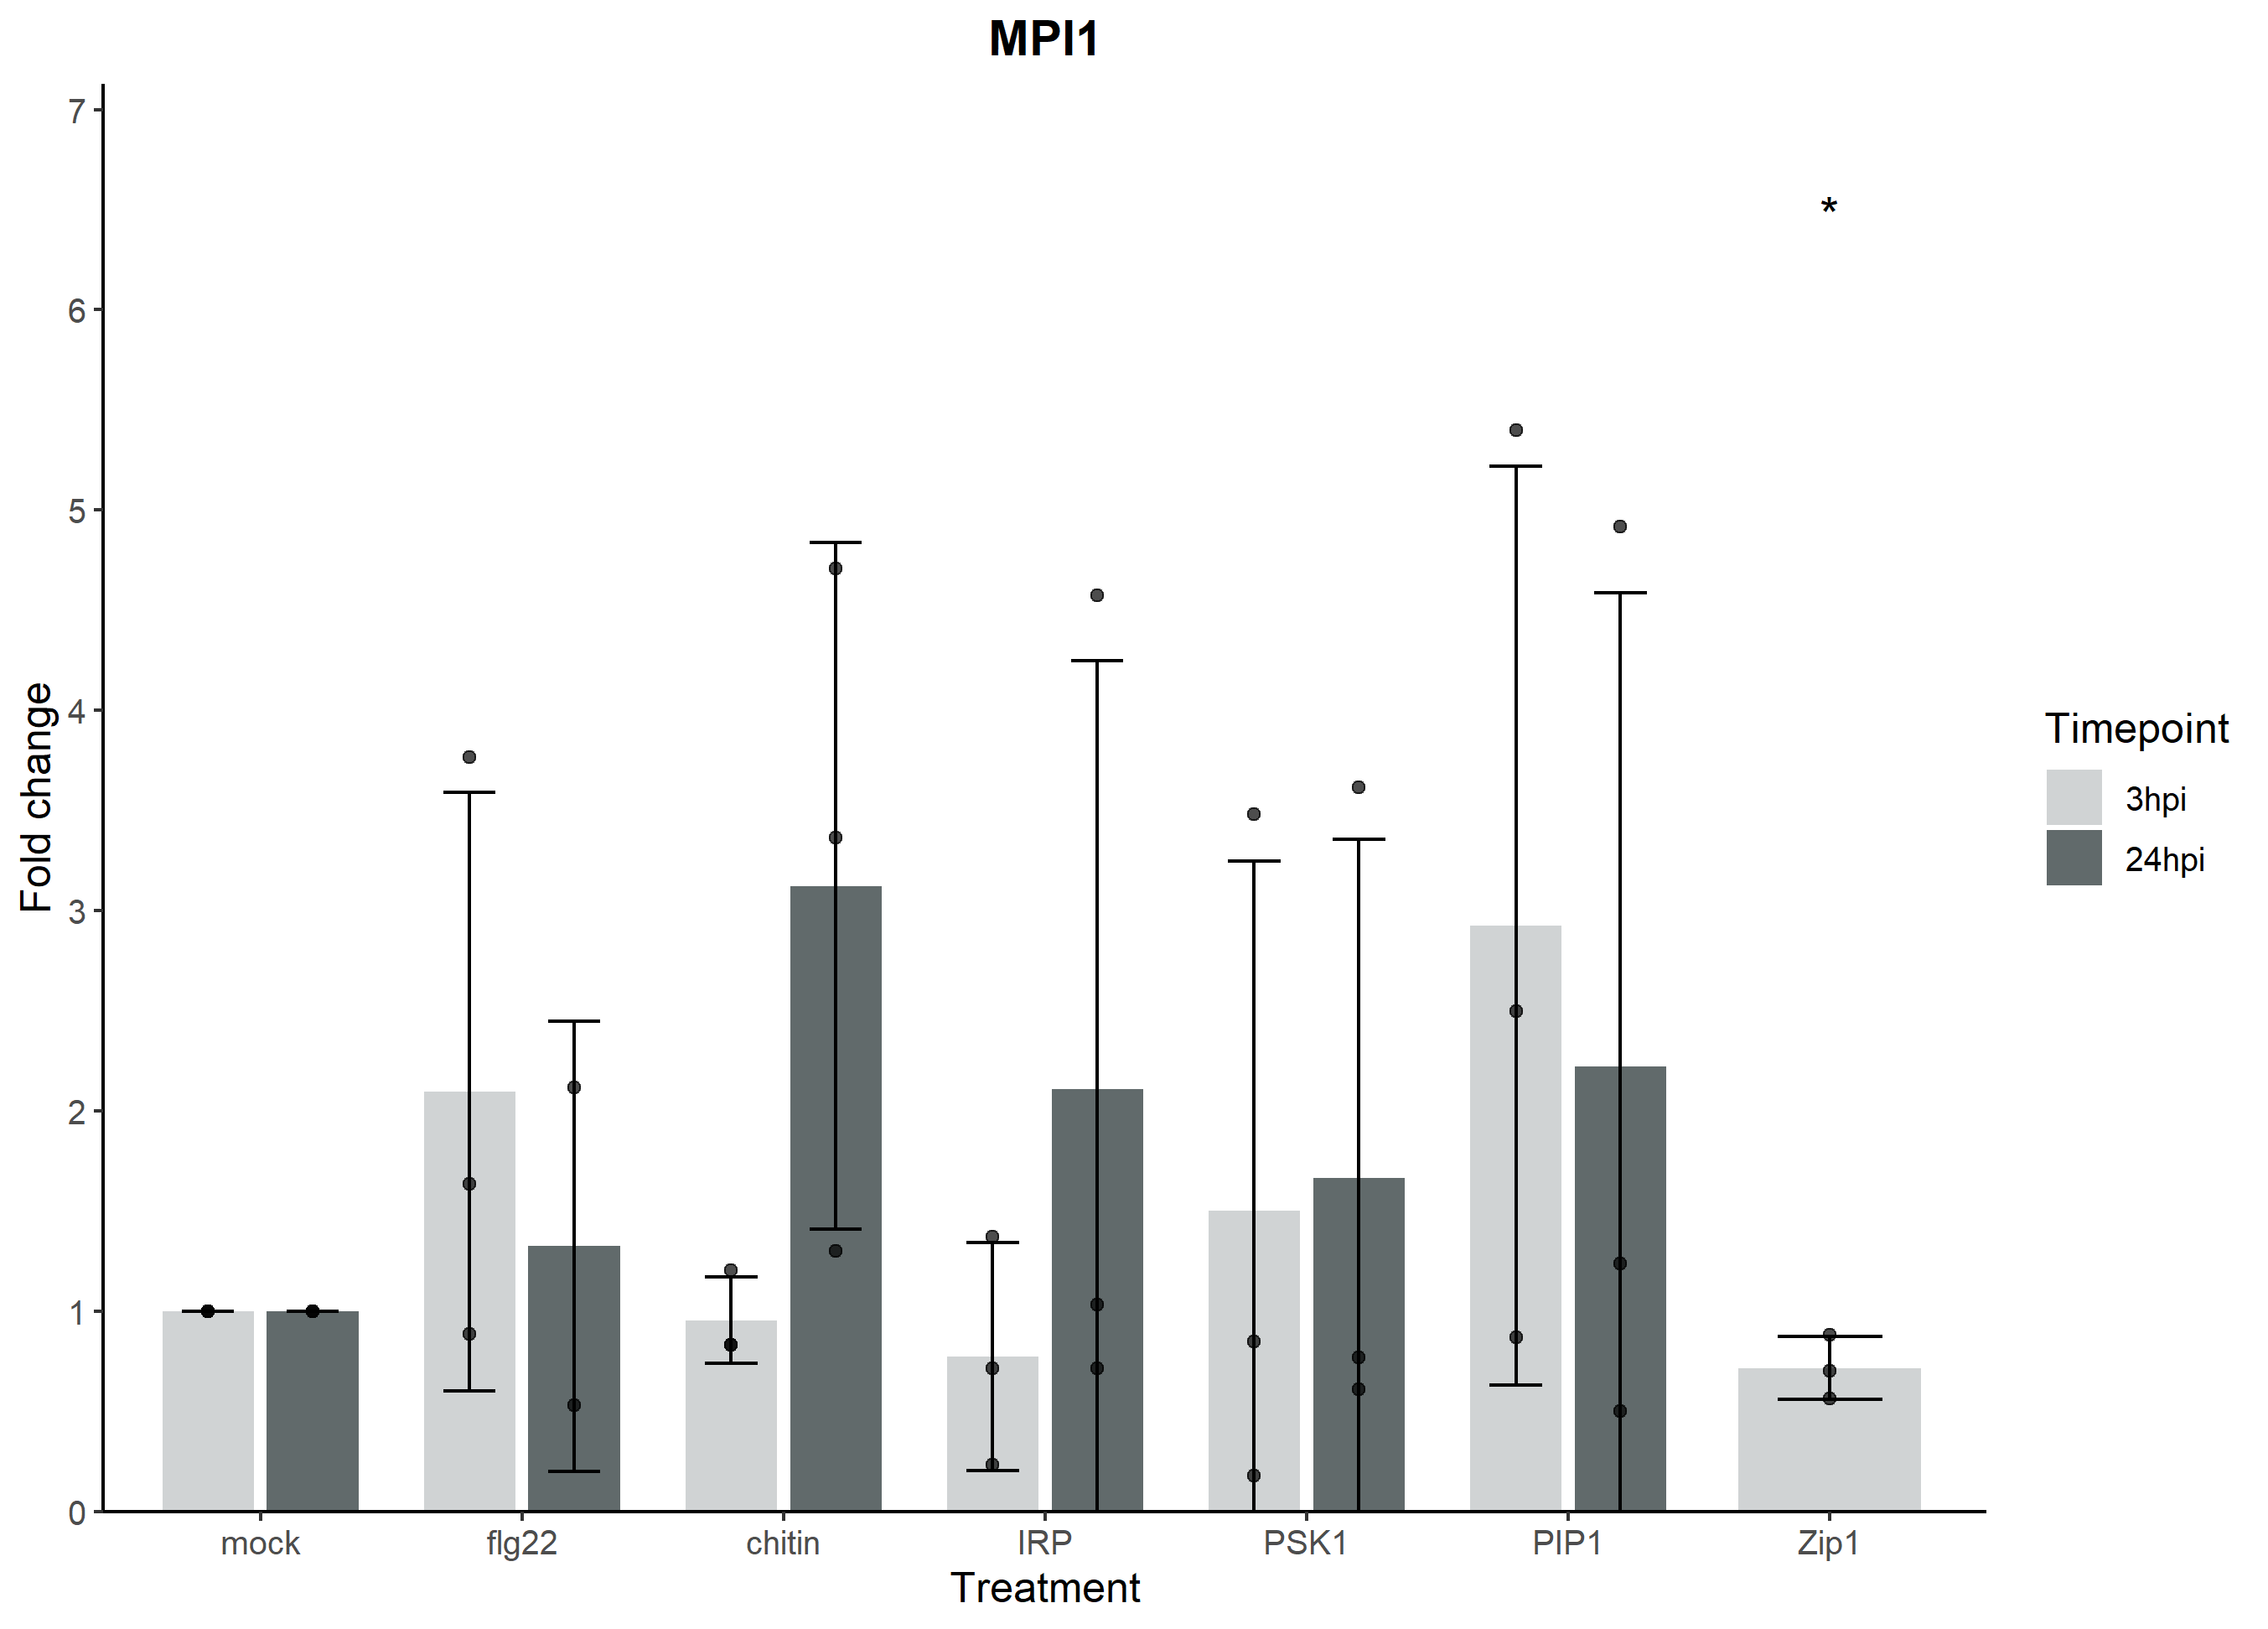 MPI1
7
6
5
4
3
2
1
0
Fold change
*
mock flg22 chitin IRP PSK1 PIP1 Zip1
Treatment
Timepoint
3hpi
24hpi